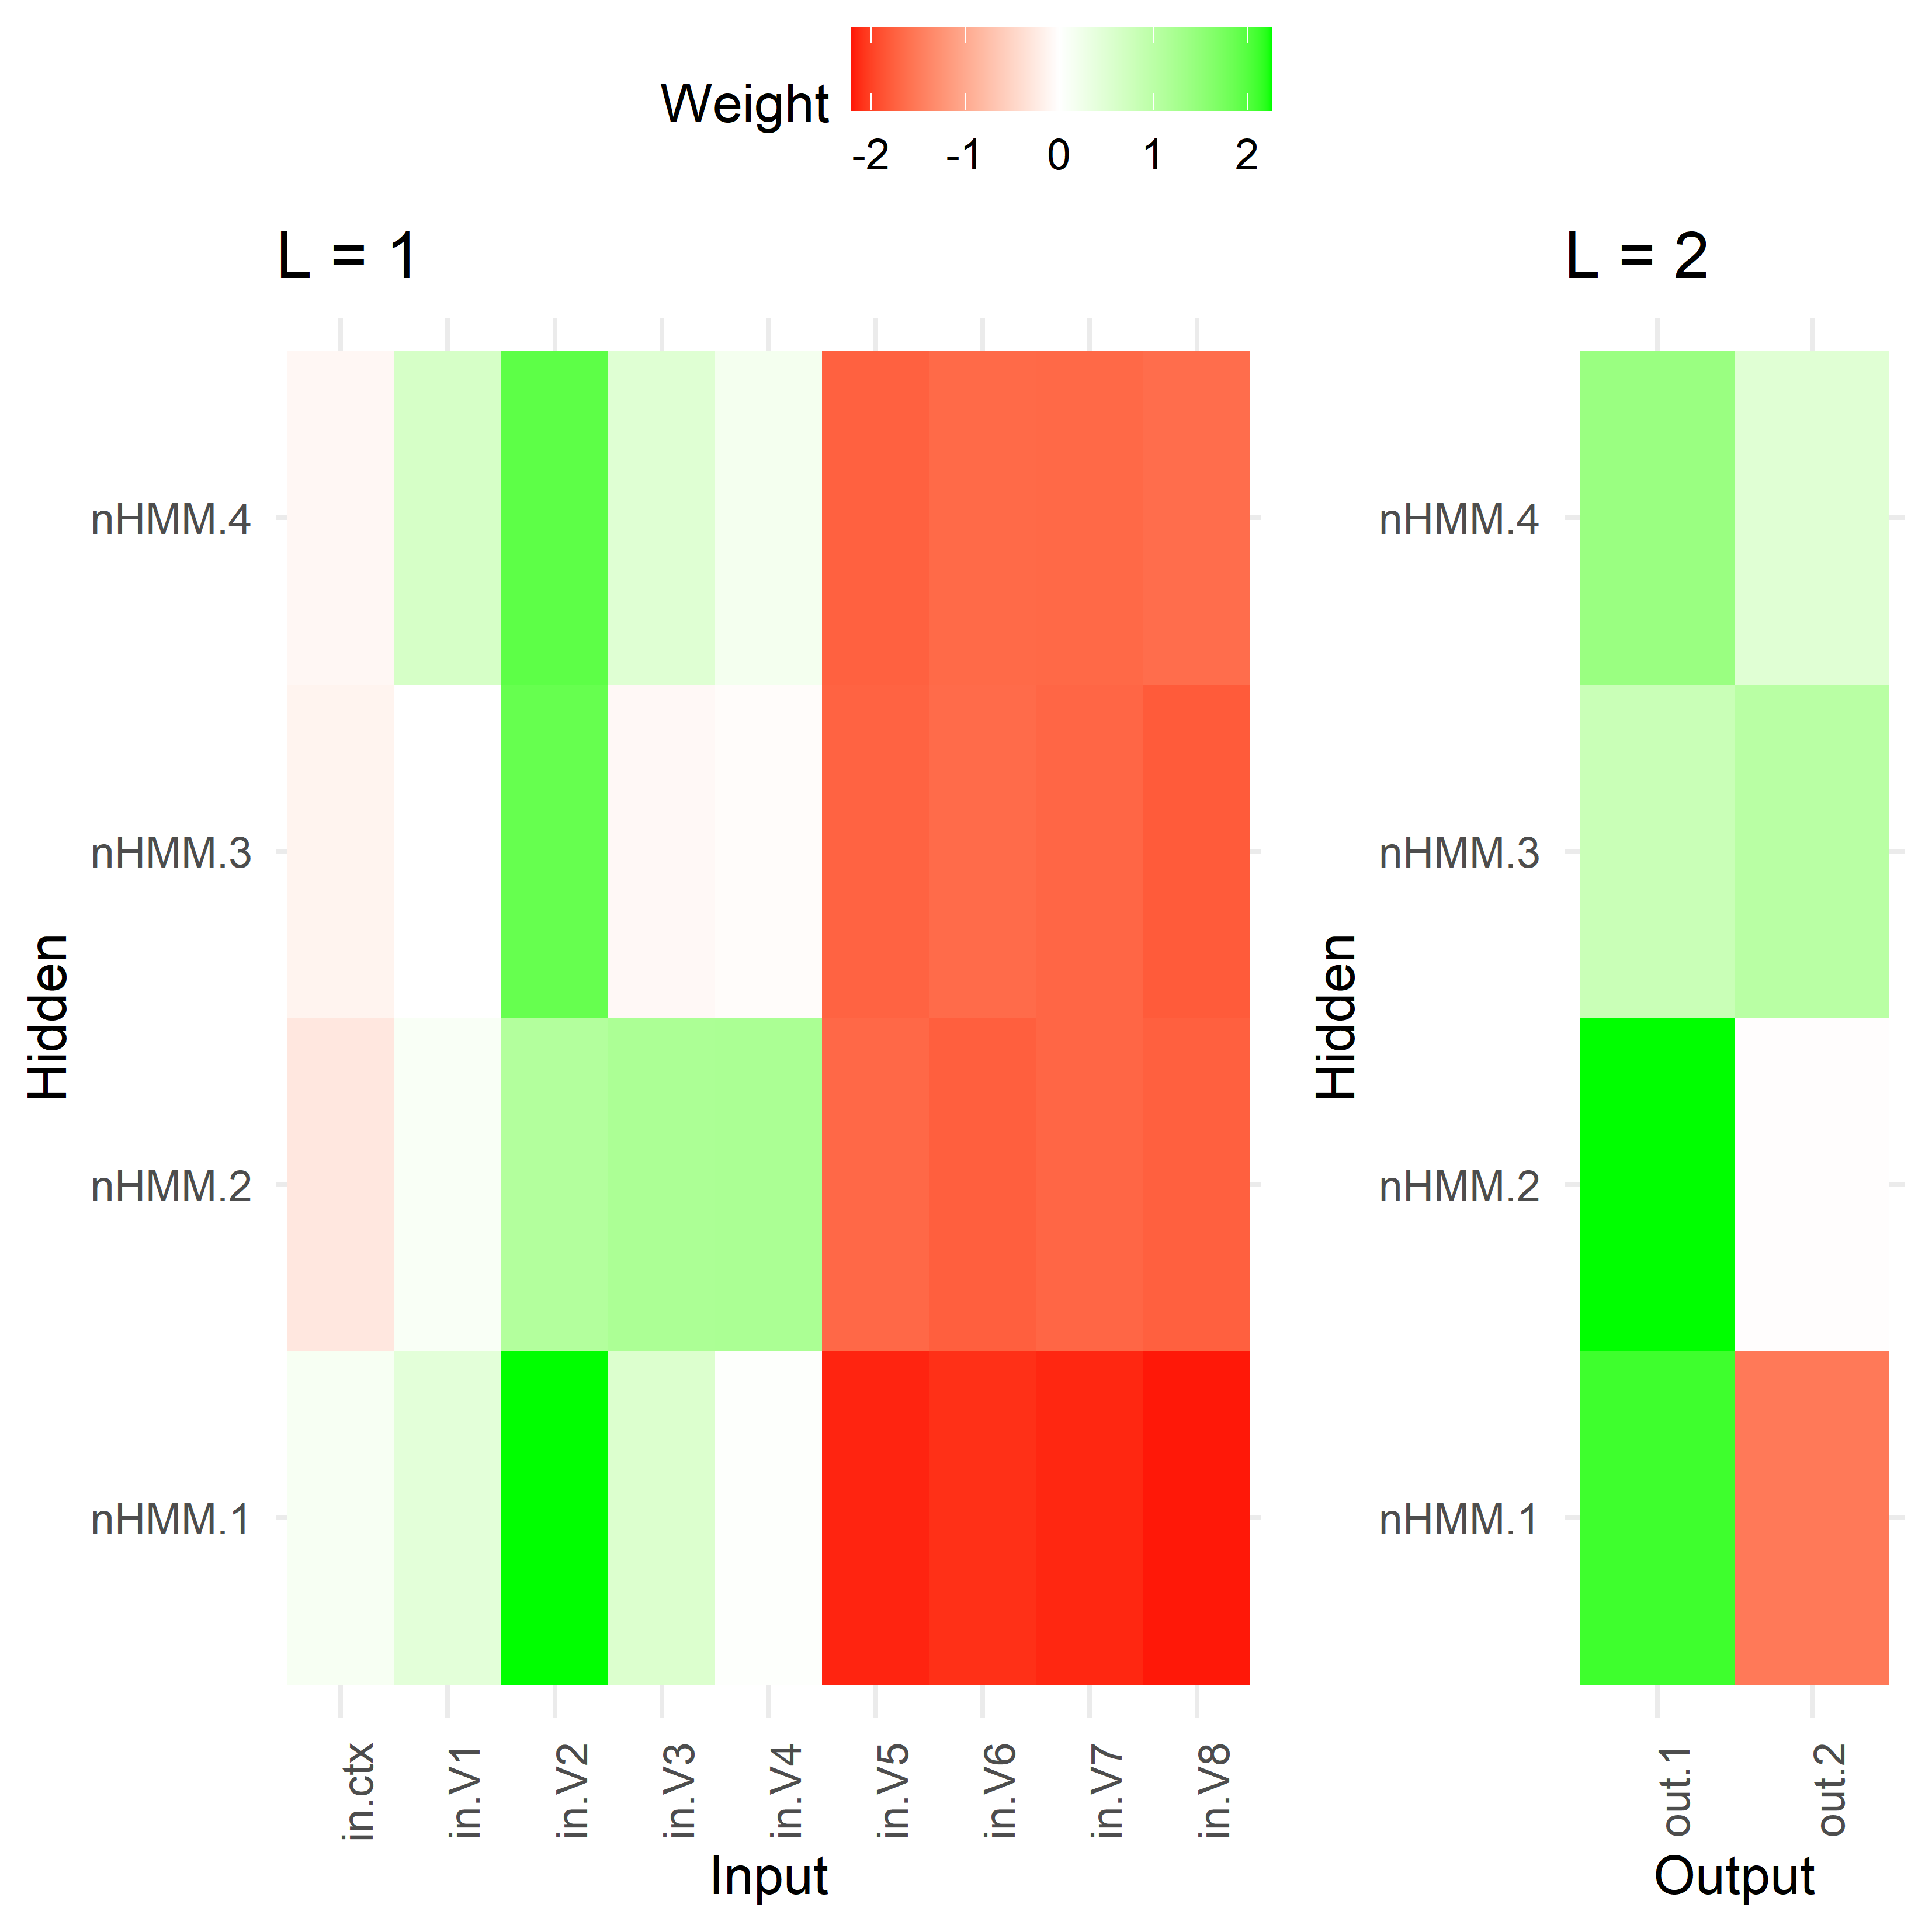 Weight
-2 -1 0 1 2
L = 1
L = 2
Hidden
nHMM.4
nHMM.3
nHMM.2
nHMM.1
in.ctx
in.V1
in.V2
in.V3
in.V4
in.V5
in.V6
in.V7
in.V8
Input
Hidden
nHMM.4
nHMM.3
nHMM.2
nHMM.1
out.1
out.2
Output